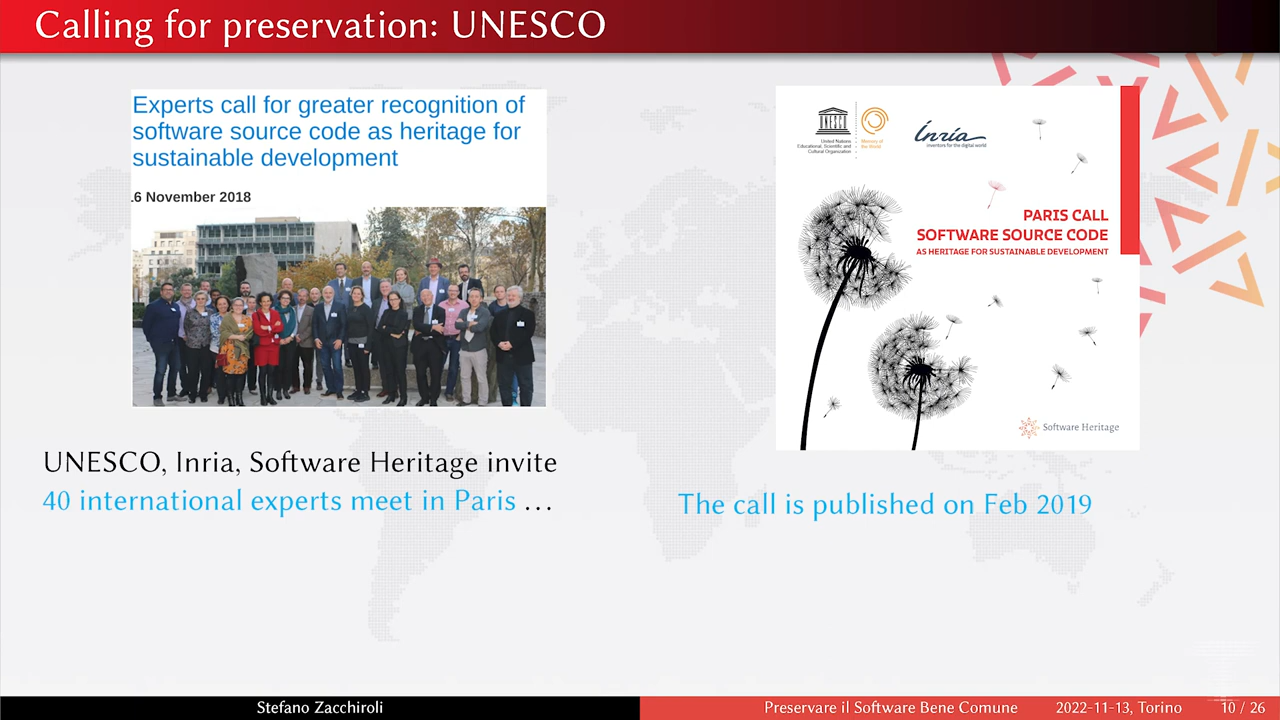 Calling for preservation: UNESCO
Experts call for greater recognition of
software source code as heritage for
sustainable development
6 November 2018
UNESCO, Inria, Software Heritage invite
40 international experts meet in Paris …
United Nations
Educational, Scientific and
Cultural Organization
Memory of
the World
Inria
inventors for the digital world
PARIS CALL
SOFTWARE SOURCE CODE
AS HERITAGE FOR SUSTAINABLE DEVELOPMENT
Software Heritage
The call is published on Feb 2019
Stefano Zacchiroli
Preservare il Software Bene Comune
2022-11-13, Torino
10 / 26